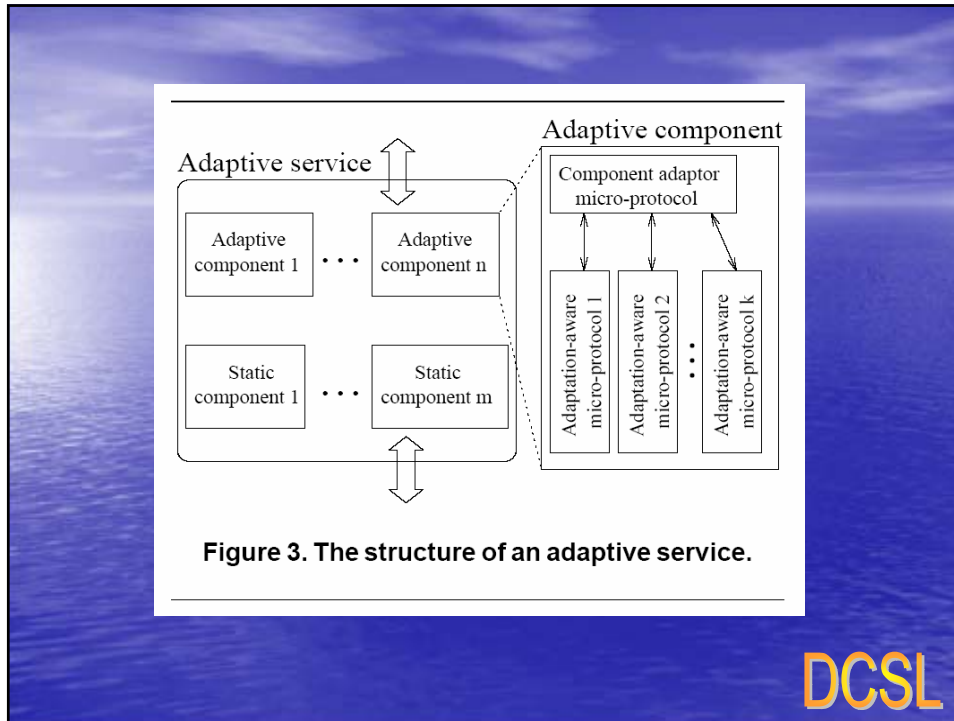 Adaptive service
Adaptive
component 1
• • •
Adaptive
component n
Static
component 1
• • •
Static
component m
Adaptive component
Component adaptor
micro-protocol
Adaptation-aware
micro-protocol 1
Adaptation-aware
micro-protocol 2
• • •
Adaptation-aware
micro-protocol k
Figure 3. The structure of an adaptive service.
DCSL